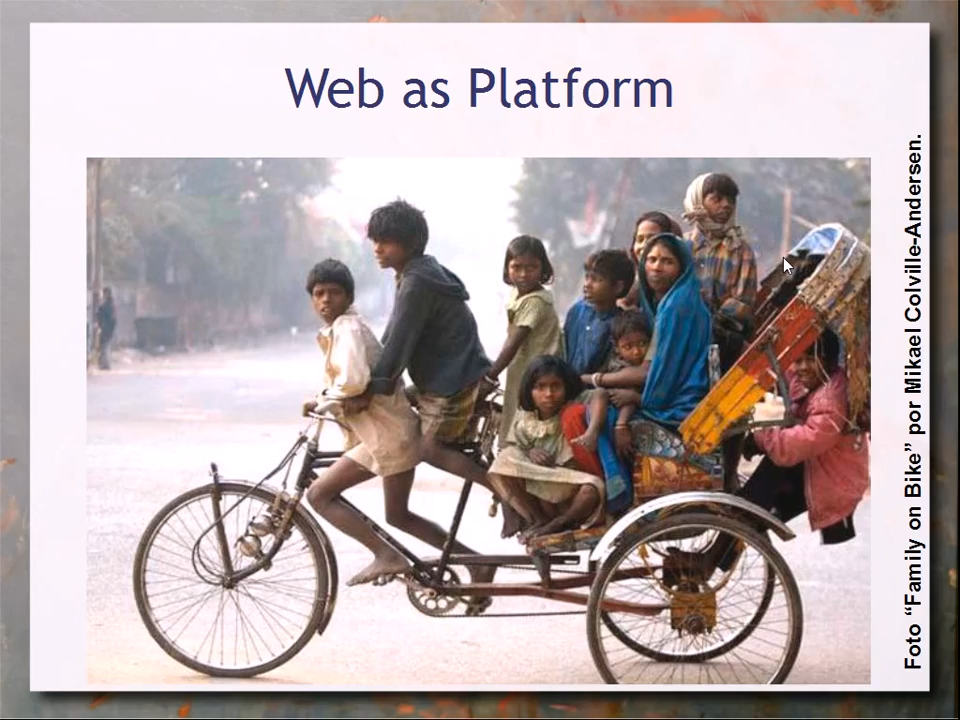 Web as Platform
Foto “Family on Bike” por Mikael Colville-Andersen.